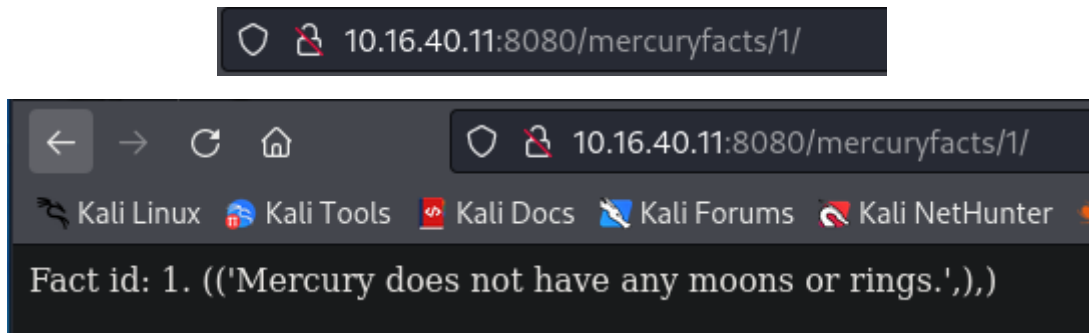 10.16.40.11:8080/mercuryfacts/1/
10.16.40.11:8080/mercuryfacts/1/
Kali Linux Kali Tools Kali Docs Kali Forums Kali NetHunter
Fact id: 1. (('Mercury does not have any moons or rings.',),)